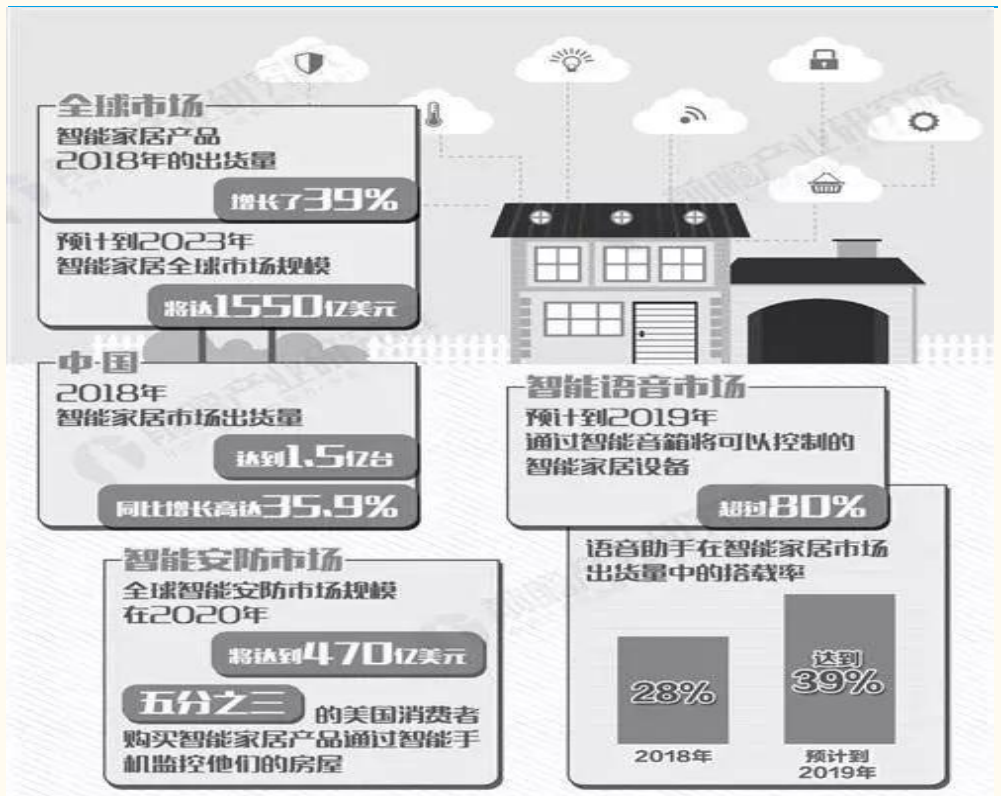 全球市场
智能家居产品
2018年的出货量
增长了39%
预计到2023年
智能家居全球市场规模
将达1550亿美元
中国
2018年
智能家居市场出货量
达到1.5亿台
同比增长高达35.9%
智能安防市场
全球智能安防市场规模
在2020年
将达到470亿美元
五分之三的美国消费者
购买智能家居产品通过智能手
机监控他们的房屋
智能语音市场
预计到2019年
通过智能音箱将可以控制的
智能家居设备
超过80%
语音助手在智能家居市场
出货量中的搭载率
28%
达到
39%
2018年
预计到
2019年
前瞻产业研究院